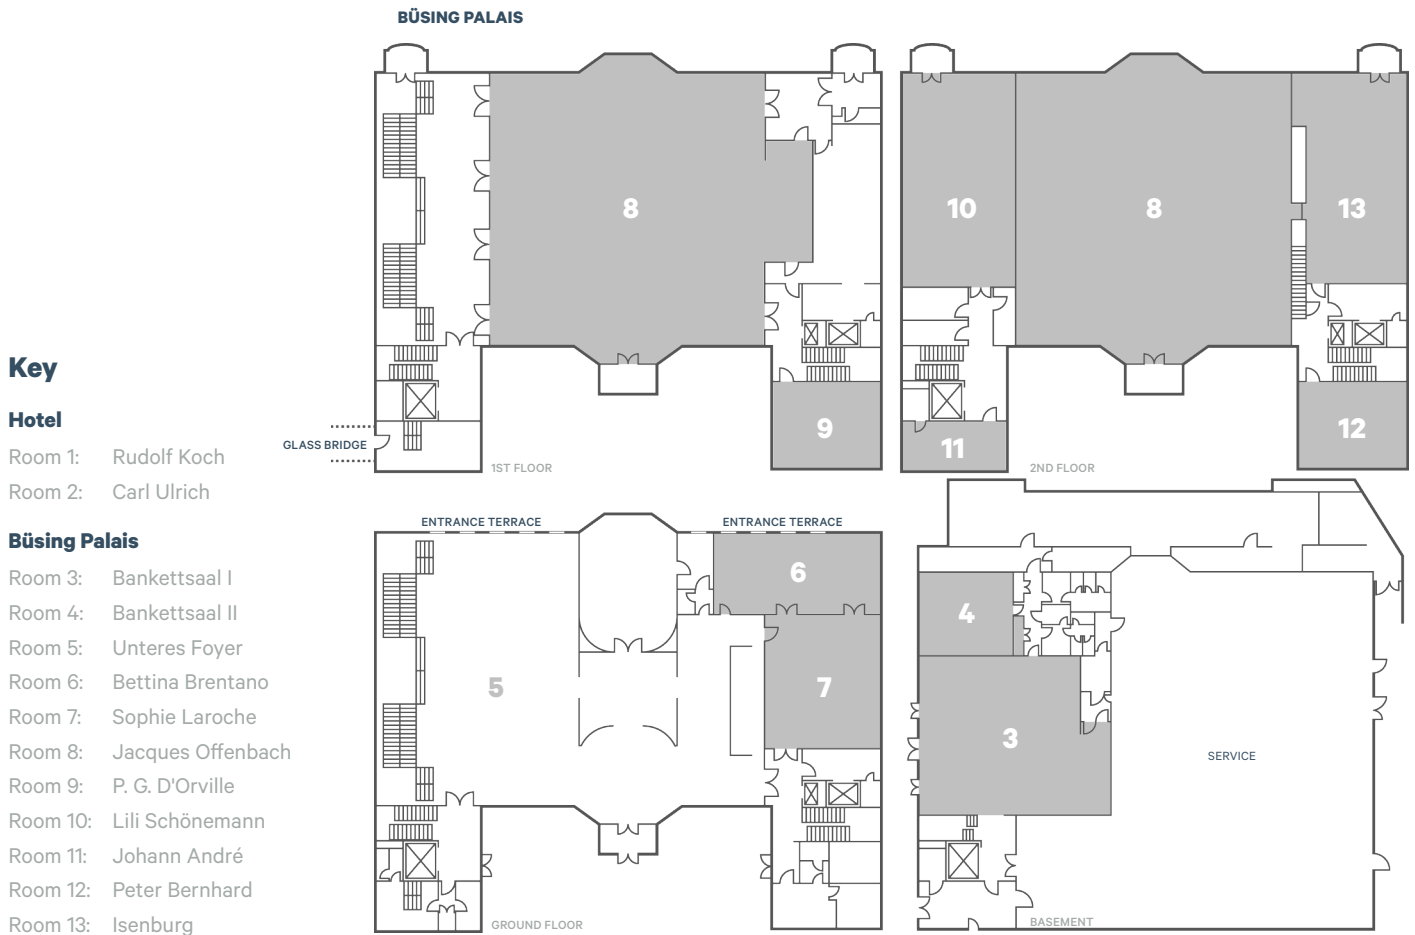 BÜSING PALAIS
8
10
8
13
9
11
12
GLASS BRIDGE
1ST FLOOR
2ND FLOOR
Key
Hotel
Room 1: Rudolf Koch
Room 2: Carl Ulrich
Büsing Palais
Room 3: Bankettsaal I
Room 4: Bankettsaal II
Room 5: Unteres Foyer
Room 6: Bettina Brentano
Room 7: Sophie Laroche
Room 8: Jacques Offenbach
Room 9: P. G. D'Orville
Room 10: Lili Schönemann
Room 11: Johann André
Room 12: Peter Bernhard
Room 13: Isenburg
ENTRANCE TERRACE
ENTRANCE TERRACE
6
5
7
GROUND FLOOR
4
3
SERVICE
BASEMENT